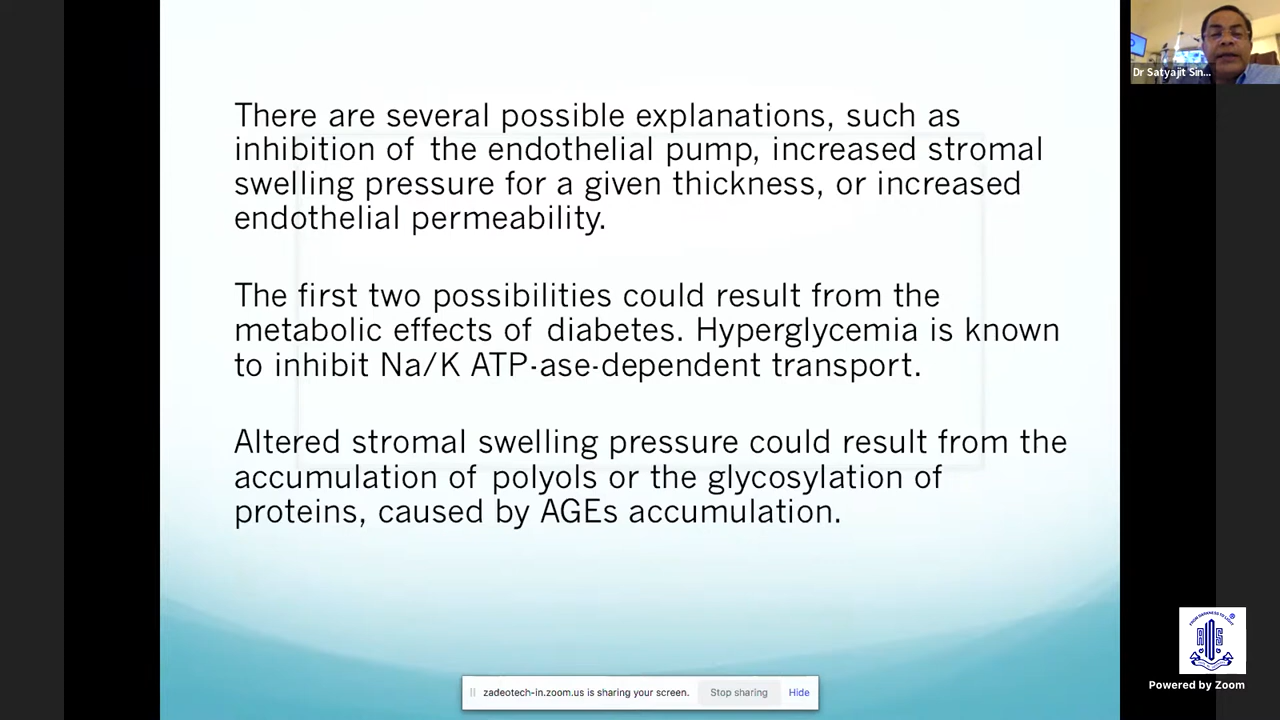 Dr Satyajit Sin...
There are several possible explanations, such as
inhibition of the endothelial pump, increased stromal
swelling pressure for a given thickness, or increased
endothelial permeability.
The first two possibilities could result from the
metabolic effects of diabetes. Hyperglycemia is known
to inhibit Na/K ATP-ase-dependent transport.
Altered stromal swelling pressure could result from the
accumulation of polyols or the glycosylation of
proteins, caused by AGEs accumulation.
zadeotech-in.zoom.us is sharing your screen.
Stop sharing
Hide
Powered by Zoom